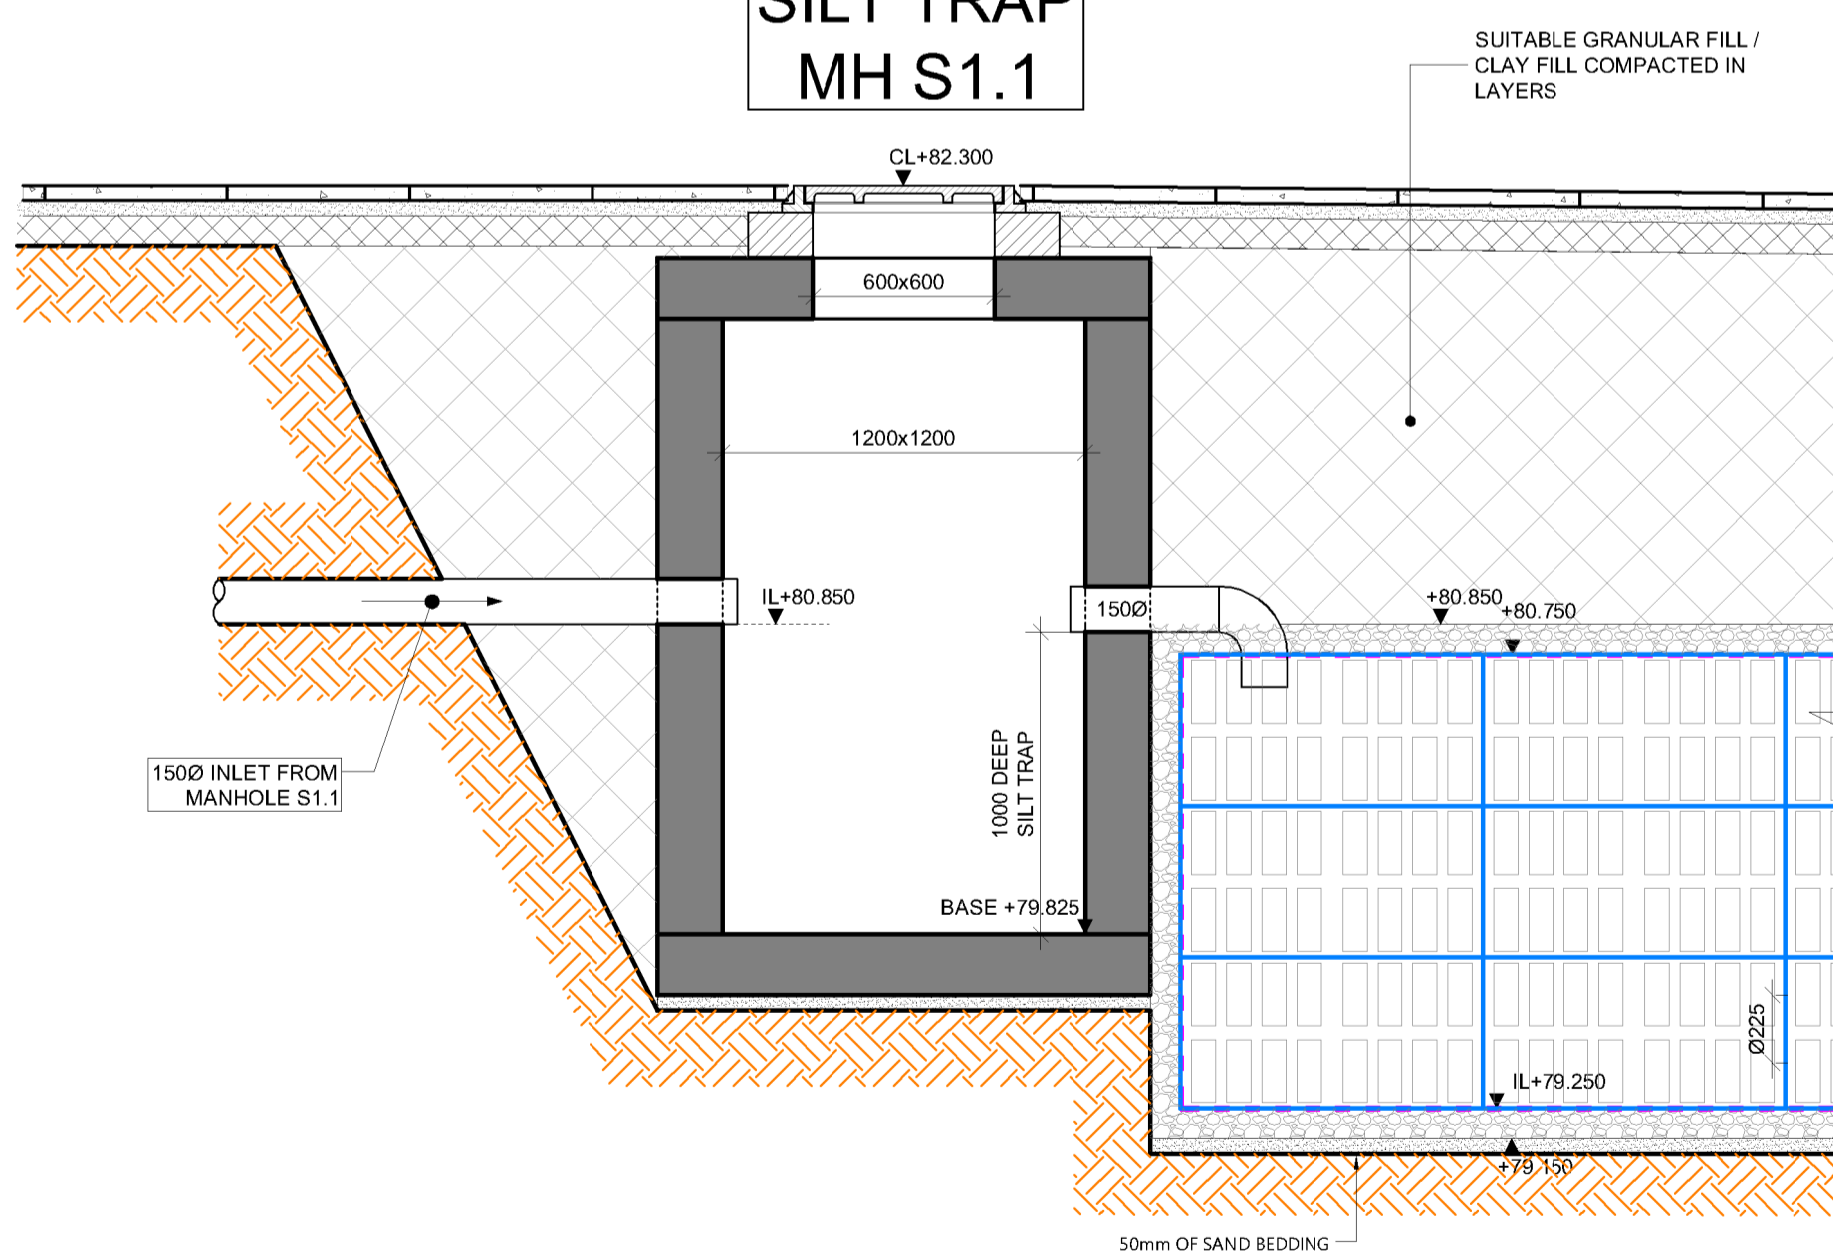 SILT TRAP
MH S1.1
SUITABLE GRANULAR FILL /
CLAY FILL COMPACTED IN
LAYERS
CL+82.300
600x600
1200x1200
IL+80.850
150Ø
+80.850
+80.750
150Ø INLET FROM
MANHOLE S1.1
1000 DEEP
SILT TRAP
BASE +79.825
Ø225
IL+79.250
+79.150
50mm OF SAND BEDDING